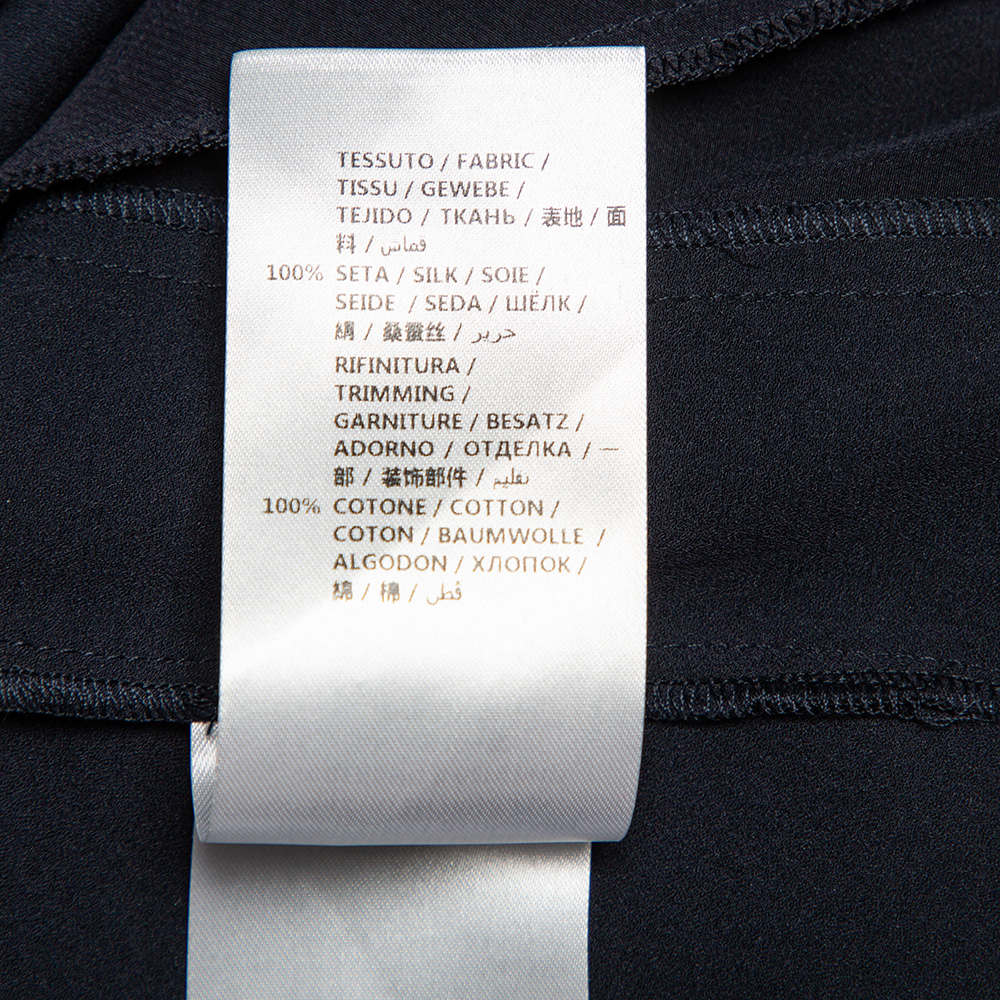 TESSUTO / FABRIC /
TISSU / GEWEBE /
TEJIDO / ТКАНЬ / 表地 / 面
料 / قماش
100% SETA / SILK / SOIE /
SEIDE / SEDA / ШЁЛК /
絹 / 桑蚕丝 / حرير
RIFINITURA /
TRIMMING /
GARNITURE / BESATZ /
ADORNO / ОТДЕЛКА / 一
部 / 装饰部件 / تقليم
100% COTONE / COTTON /
COTON / BAUMWOLLE /
ALGODON / ХЛОПОК /
綿 / 棉 / قُطن